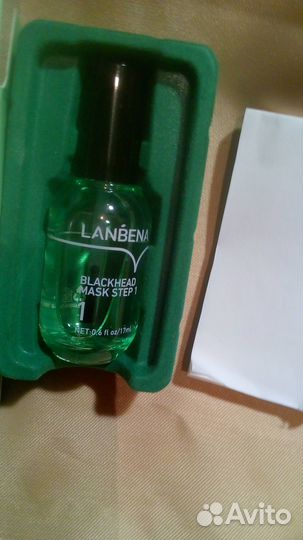 LANBENA
BLACKHEAD
MASK STEP 1
1
NET:0.6 fl oz/17ml
Avito